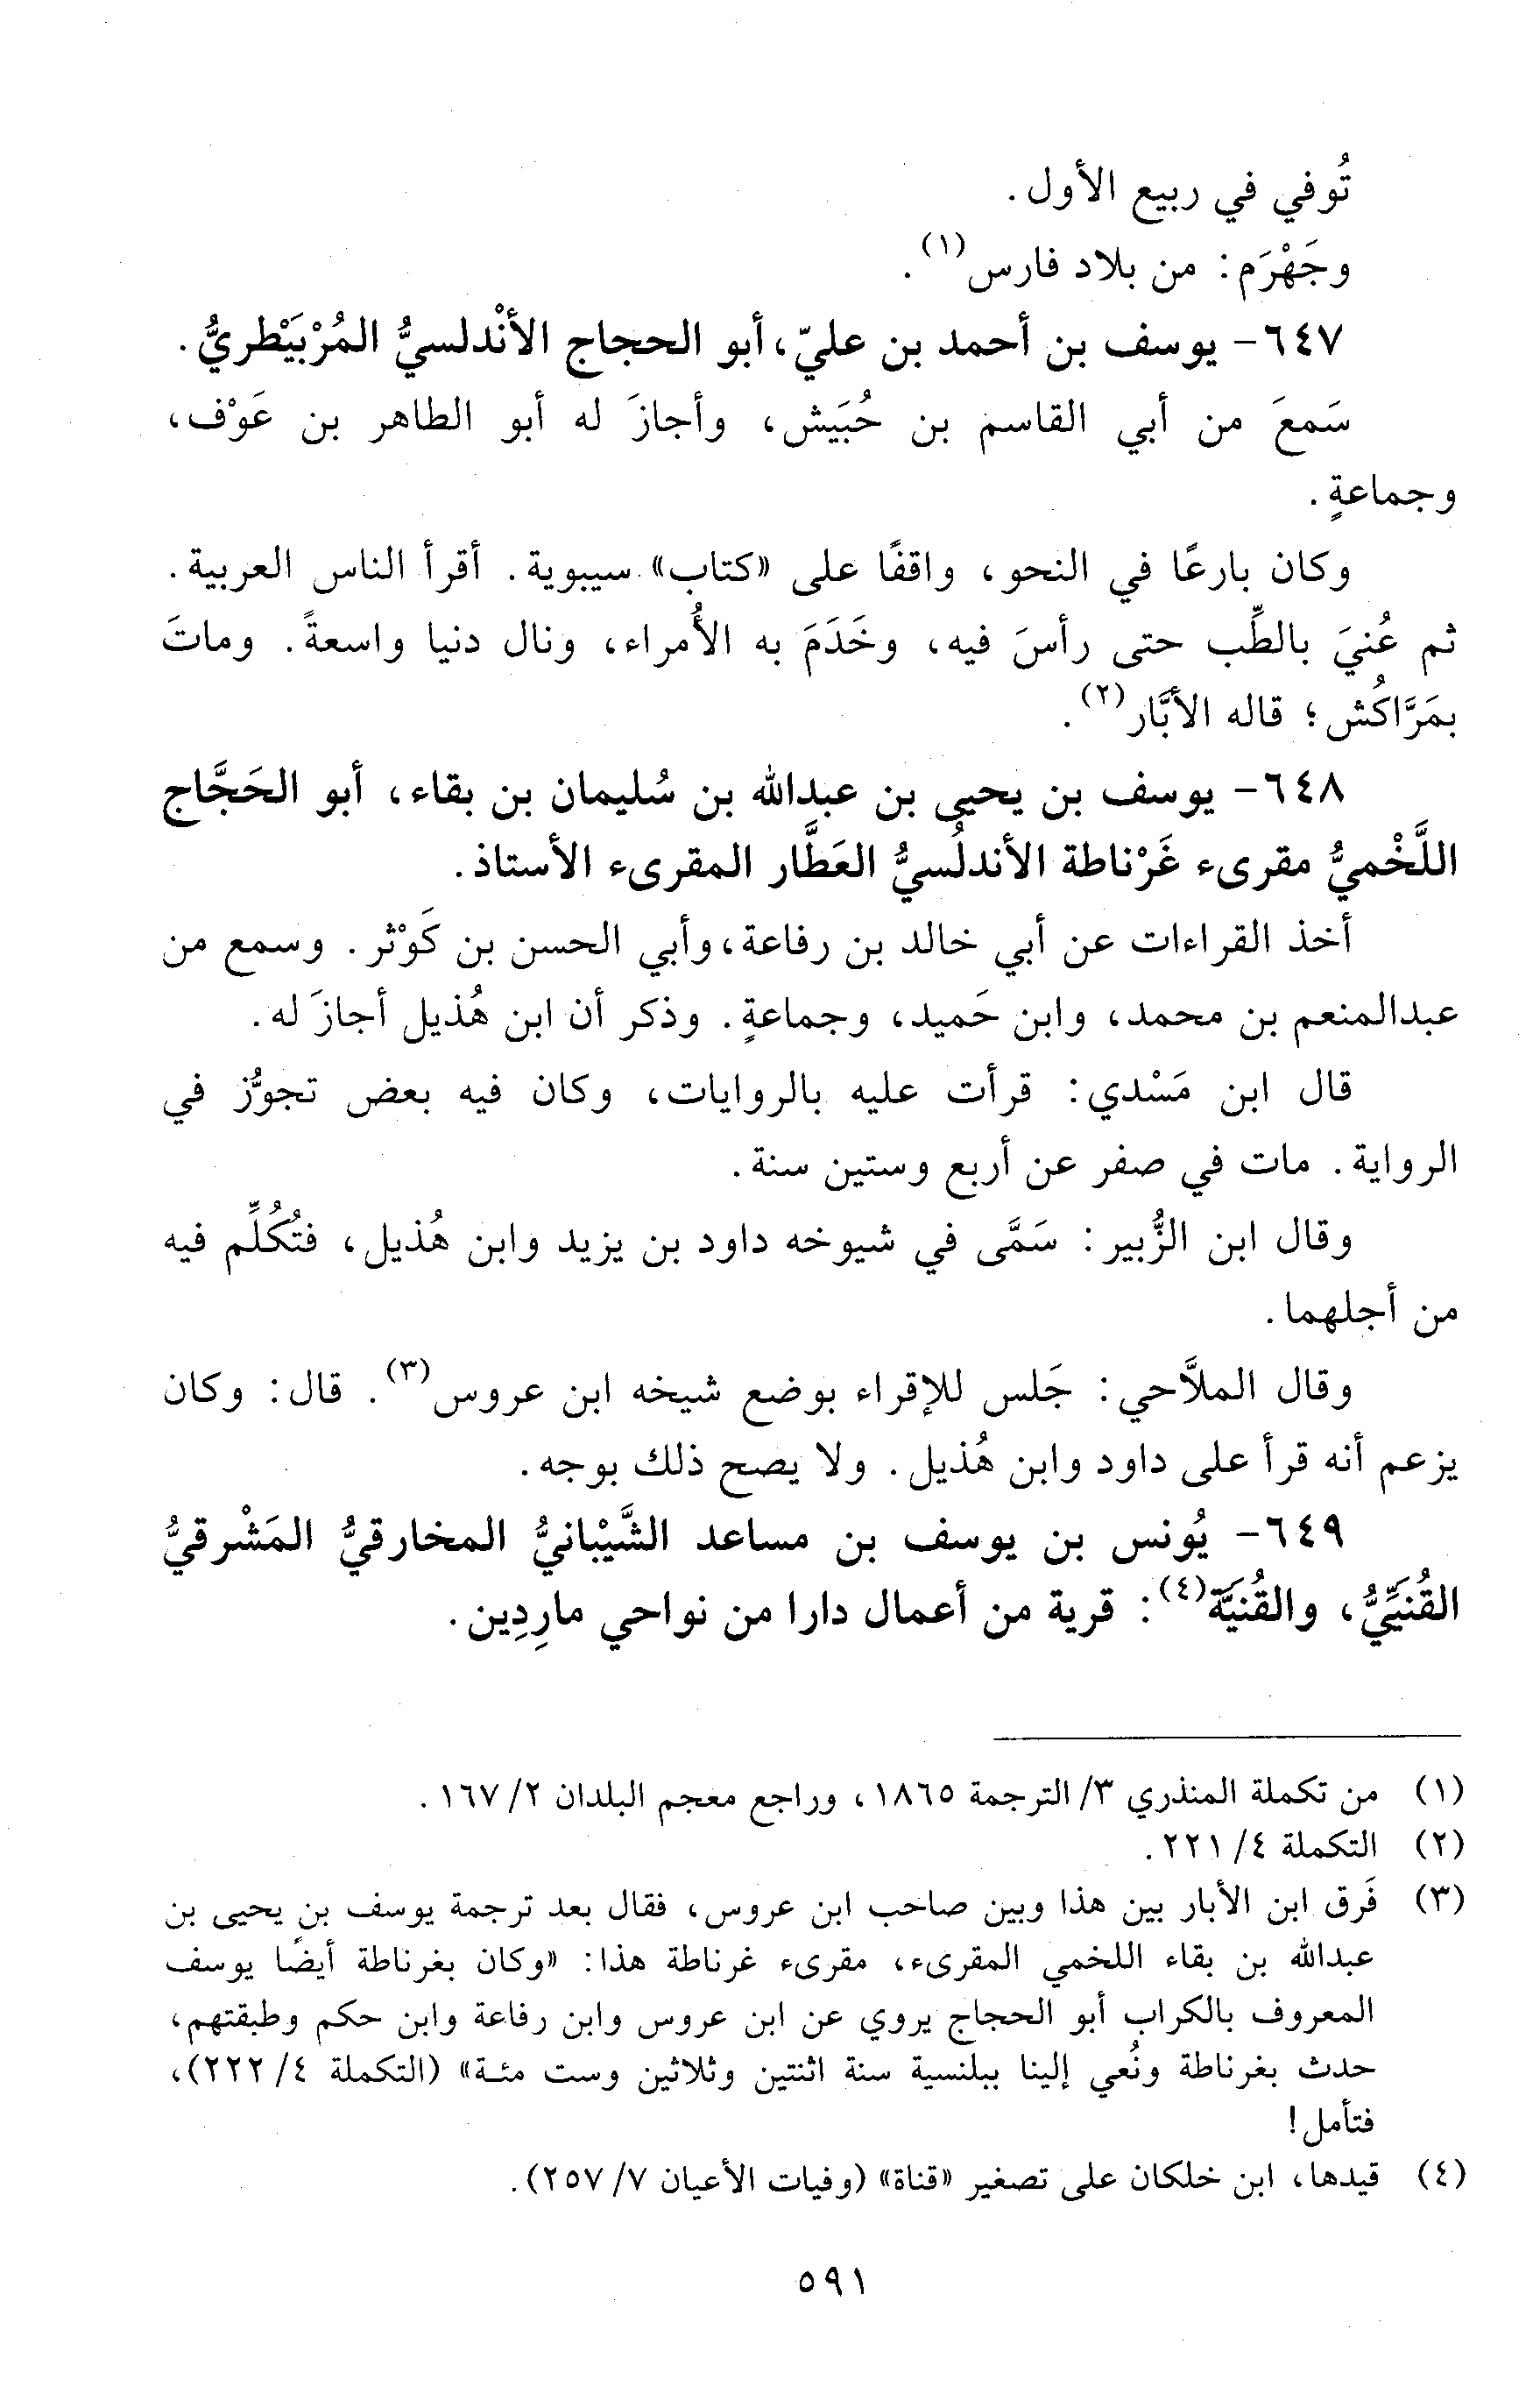 تُوفي في ربيع الأول.
وجَهْرَم: من بلاد فارس(١).
٦٤٧- يوسف بن أحمد بن عليّ، أبو الحجاج الأنْدلسيُّ المُرْبَيْطريُّ.
سَمعَ من أبي القاسم بن حُبَيش، وأجازَ له أبو الطاهر بن عَوْف،
وجماعةٍ.
وكان بارعًا في النحو، واقفًا على «كتاب» سيبوية. أقرأ الناس العربية.
ثم عُنيَ بالطِّب حتى رأسَ فيه، وخَدَمَ به الأُمراء، ونال دنيا واسعةً. وماتَ
بمَرَّاكُش؛ قاله الأبَّار(٢).
٦٤٨- يوسف بن يحيى بن عبدالله بن سُليمان بن بقاء، أبو الحَجَّاج
اللَّخْميُّ مقرىء غَرْناطة الأندلُسيُّ العَطَّار المقرىء الأستاذ.
أخذ القراءات عن أبي خالد بن رفاعة، وأبي الحسن بن كَوْثر. وسمع من
عبدالمنعم بن محمد، وابن حَميد، وجماعةٍ. وذكر أن ابن هُذيل أجازَ له.
قال ابن مَسْدي: قرأت عليه بالروايات، وكان فيه بعض تجوُّز في
الرواية. مات في صفر عن أربع وستين سنة.
وقال ابن الزُّبير: سَمَّى في شيوخه داود بن يزيد وابن هُذيل، فتُكُلِّم فيه
من أجلهما.
وقال الملاَّحي: جَلس للإقراء بوضع شيخه ابن عروس(٣). قال: وكان
يزعم أنه قرأ على داود وابن هُذيل. ولا يصح ذلك بوجه.
٦٤٩- يُونس بن يوسف بن مساعد الشَّيْبانيُّ المخارقيُّ المَشْرقيُّ
القُنَيِّيُّ، والقُنَيَّة(٤): قرية من أعمال دارا من نواحي مارِدِين.
(١) من تكملة المنذري ٣/ الترجمة ١٨٦٥، وراجع معجم البلدان ٢/ ١٦٧.
(٢) التكملة ٤/ ٢٢١.
(٣) فَرق ابن الأبار بين هذا وبين صاحب ابن عروس، فقال بعد ترجمة يوسف بن يحيى بن
عبدالله بن بقاء اللخمي المقرىء، مقرىء غرناطة هذا: «وكان بغرناطة أيضًا يوسف
المعروف بالكراب أبو الحجاج يروي عن ابن عروس وابن رفاعة وابن حكم وطبقتهم،
حدث بغرناطة ونُعي إلينا ببلنسية سنة اثنتين وثلاثين وست مئة» (التكملة ٤/ ٢٢٢)،
فتأمل!
(٤) قيدها، ابن خلكان على تصغير «قناة» (وفيات الأعيان ٧/ ٢٥٧).
٥٩١